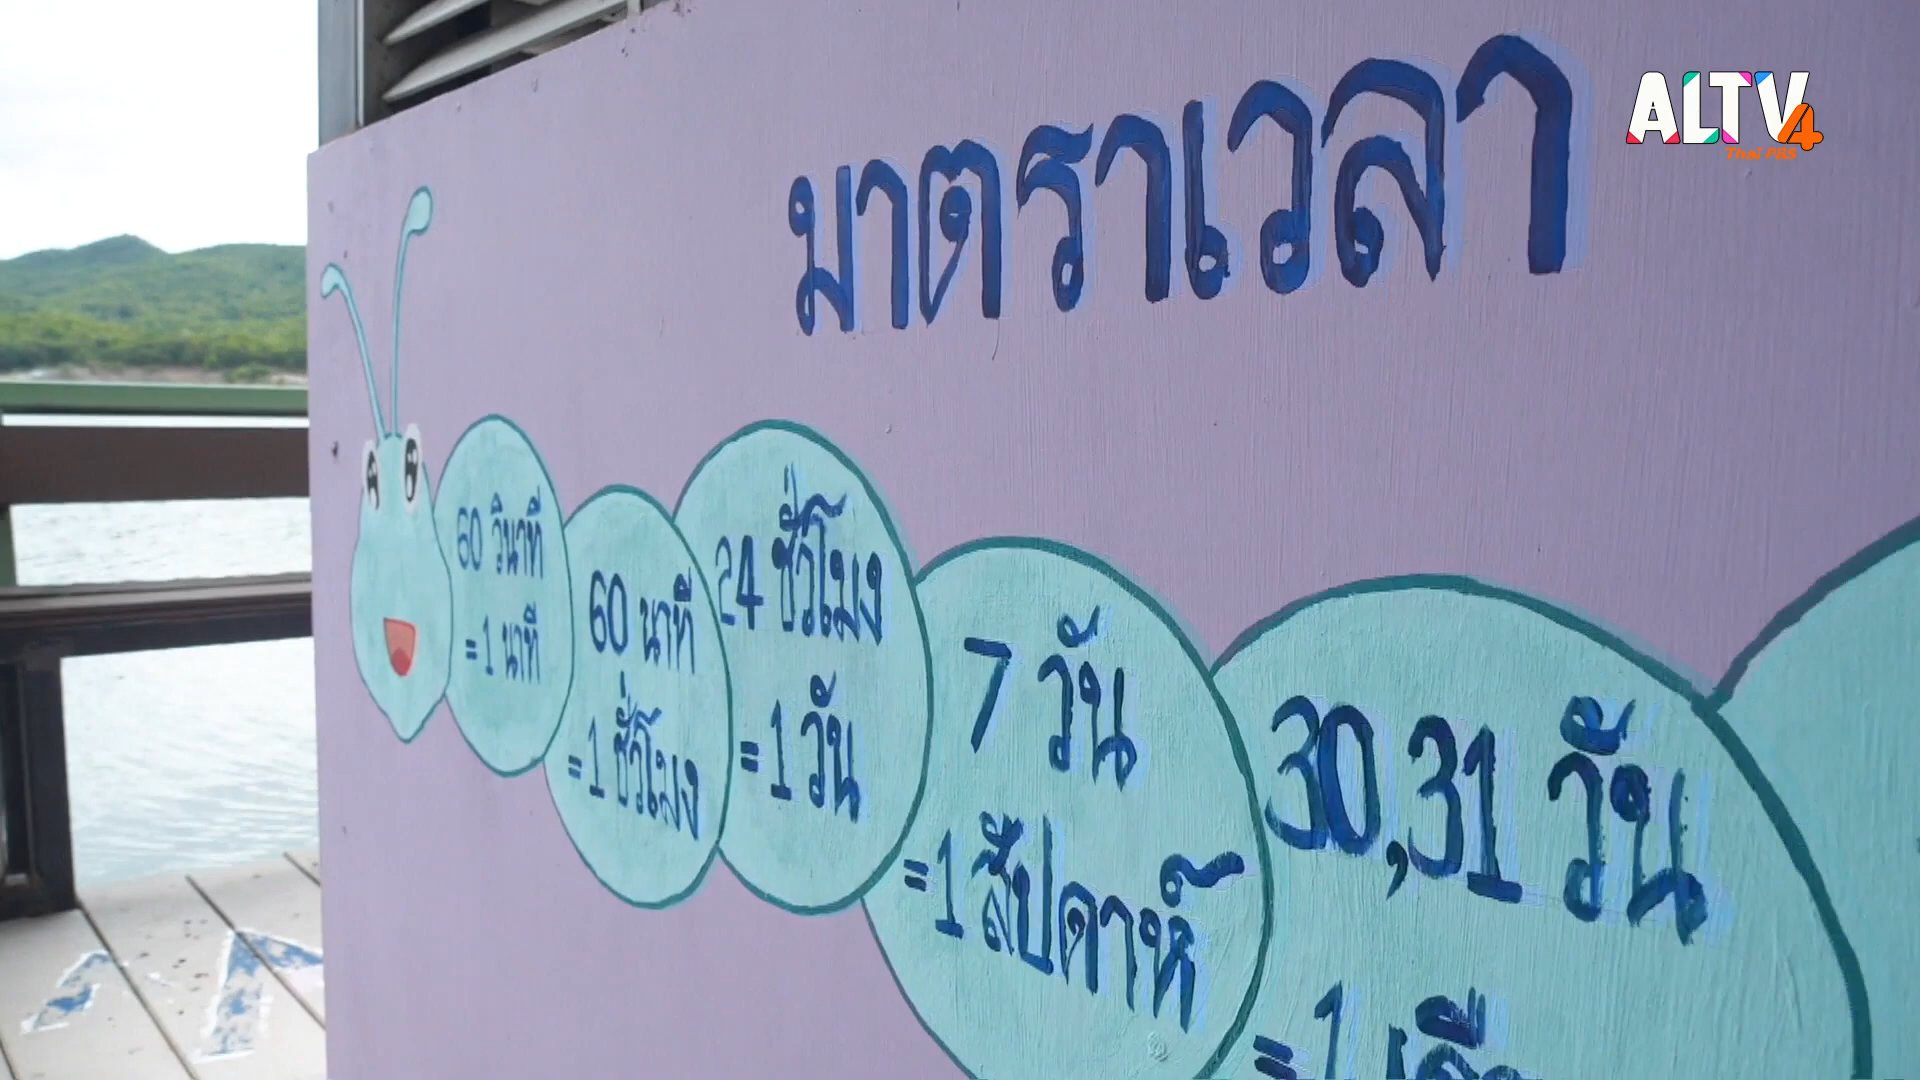 ALTV4
Thai PBS
มาตราเวลา
60 วินาที
=1 นาที
60 นาที
=1 ชั่วโมง
24 ชั่วโมง
=1 วัน
7 วัน
=1 สัปดาห์
30,31 วัน
=1